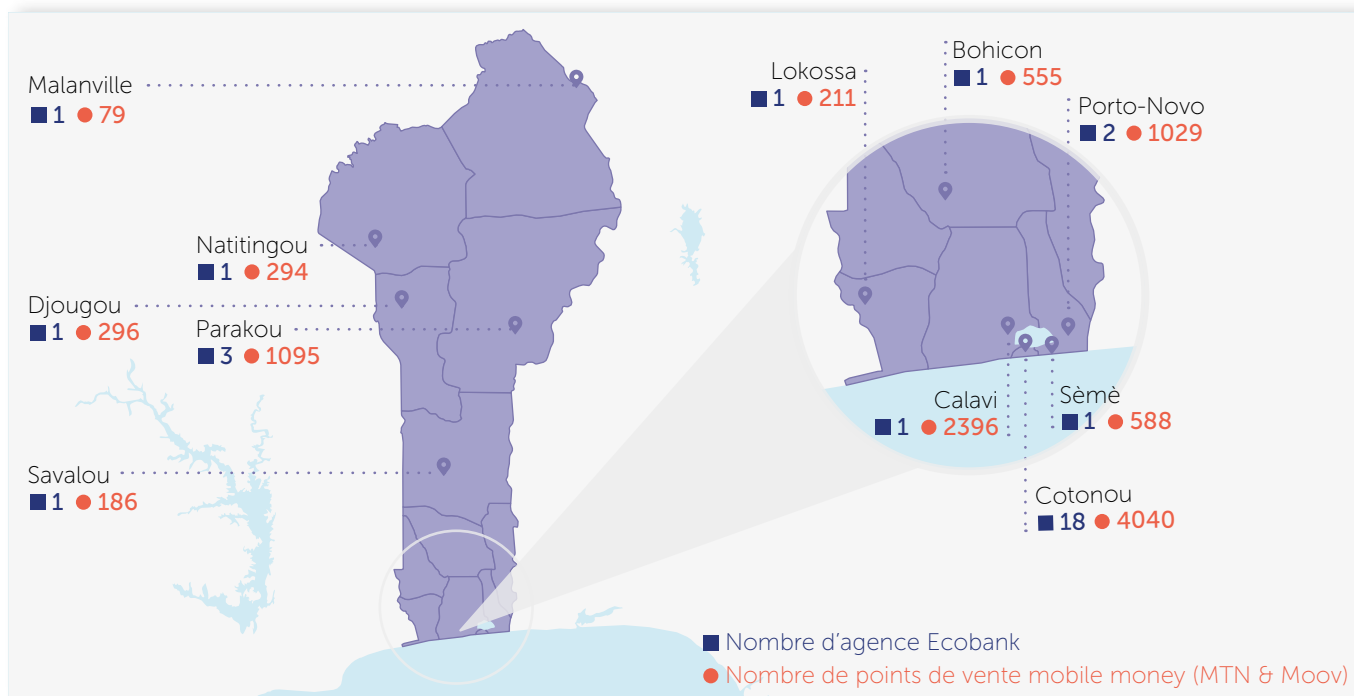 Malanville
1 79
Natitingou
1 294
Djougou
1 296
Parakou
3 1095
Savalou
1 186
Lokossa
1 211
Bohicon
1 555
Porto-Novo
2 1029
Calavi
1 2396
Sèmè
1 588
Cotonou
18 4040
Nombre d'agence Ecobank
Nombre de points de vente mobile money (MTN & Moov)